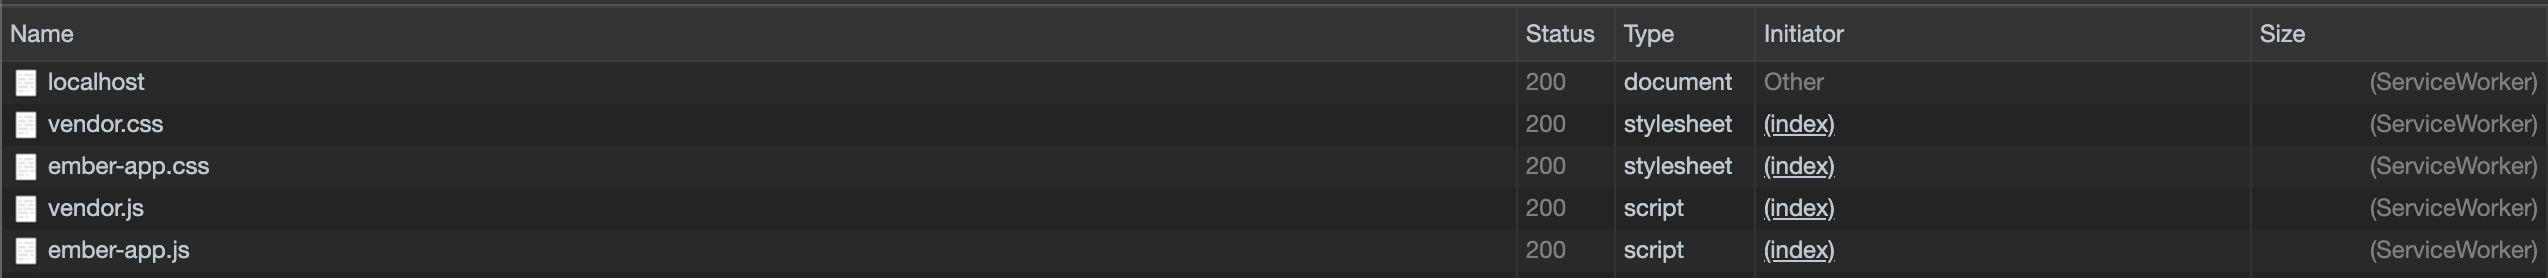 Name Status Type Initiator Size
localhost 200 document Other (ServiceWorker)
vendor.css 200 stylesheet (index) (ServiceWorker)
ember-app.css 200 stylesheet (index) (ServiceWorker)
vendor.js 200 script (index) (ServiceWorker)
ember-app.js 200 script (index) (ServiceWorker)